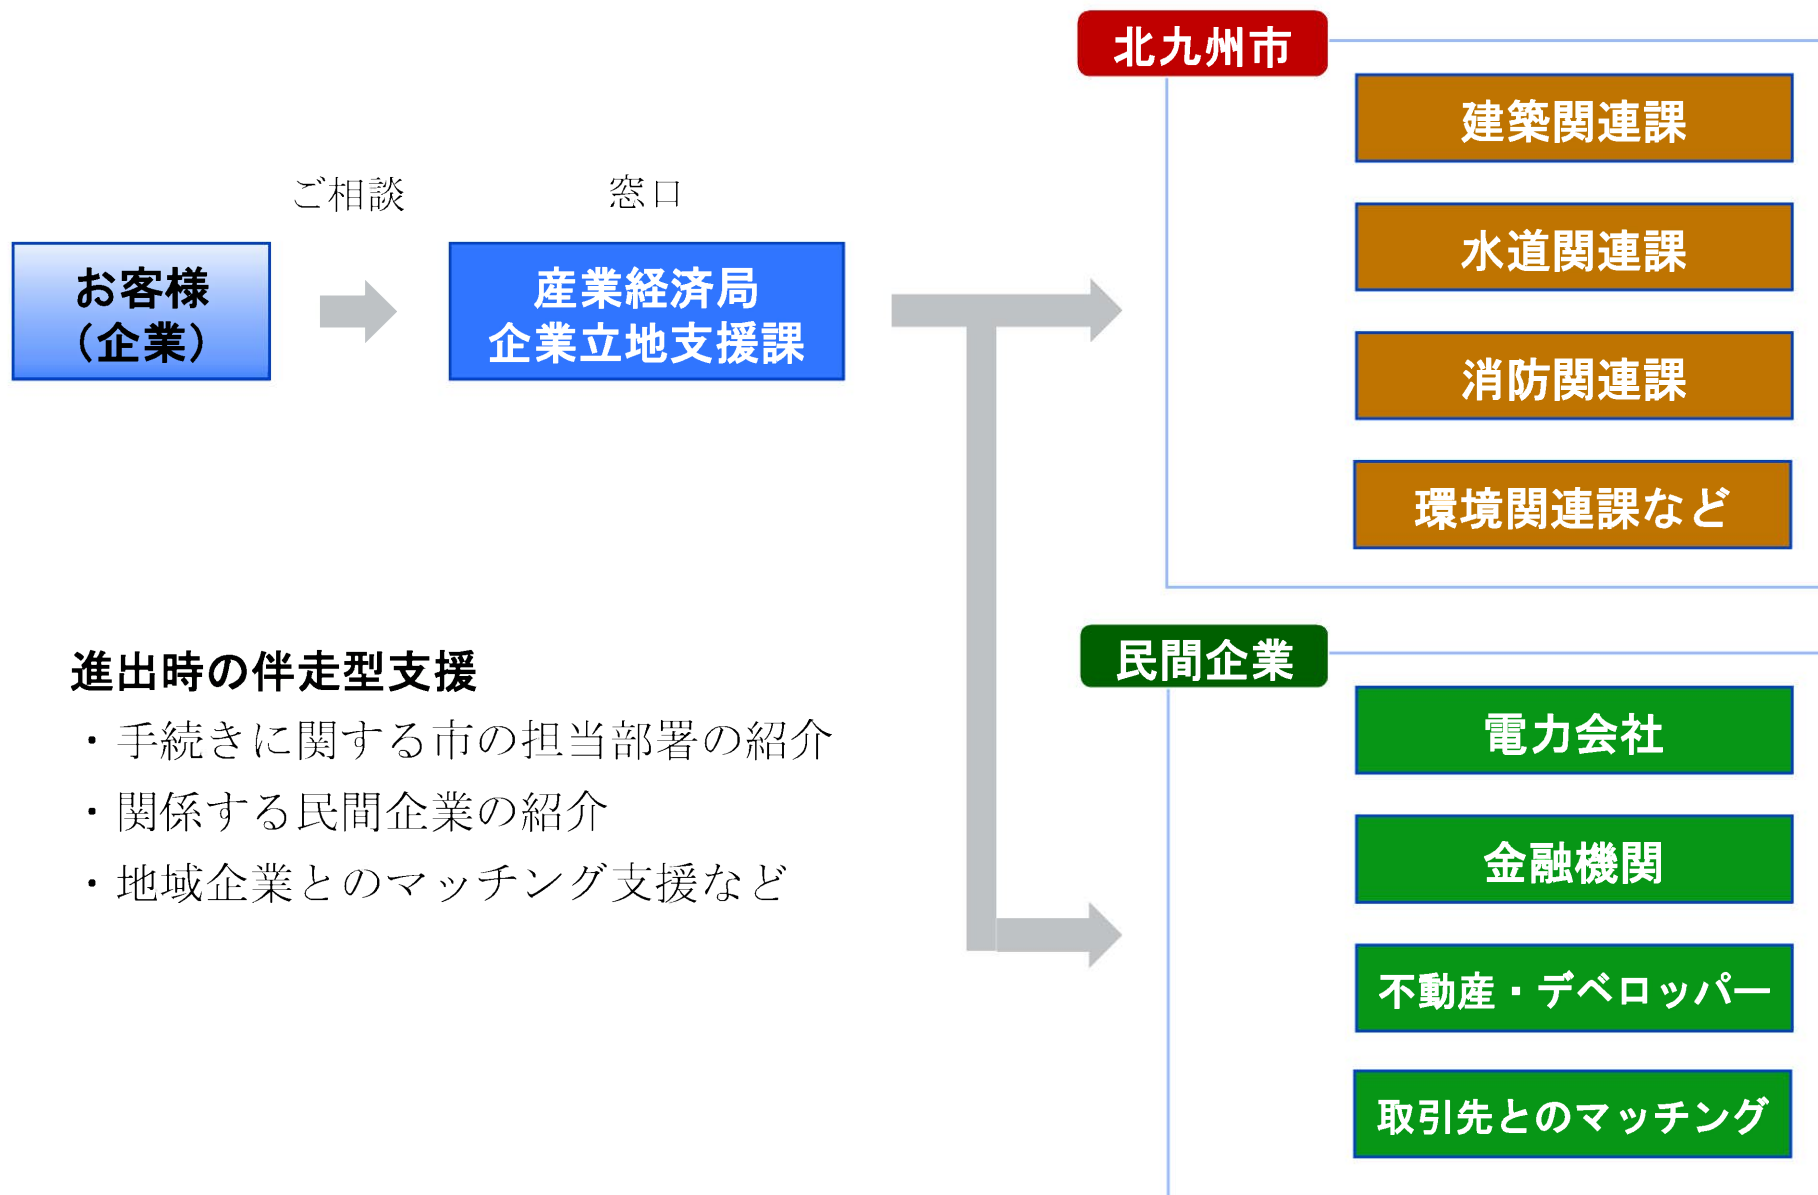 ご相談
窓口
お客様
（企業）
産業経済局
企業立地支援課
北九州市
建築関連課
水道関連課
消防関連課
環境関連課など
民間企業
電力会社
金融機関
不動産・デベロッパー
取引先とのマッチング
進出時の伴走型支援
・手続きに関する市の担当部署の紹介
・関係する民間企業の紹介
・地域企業とのマッチング支援など